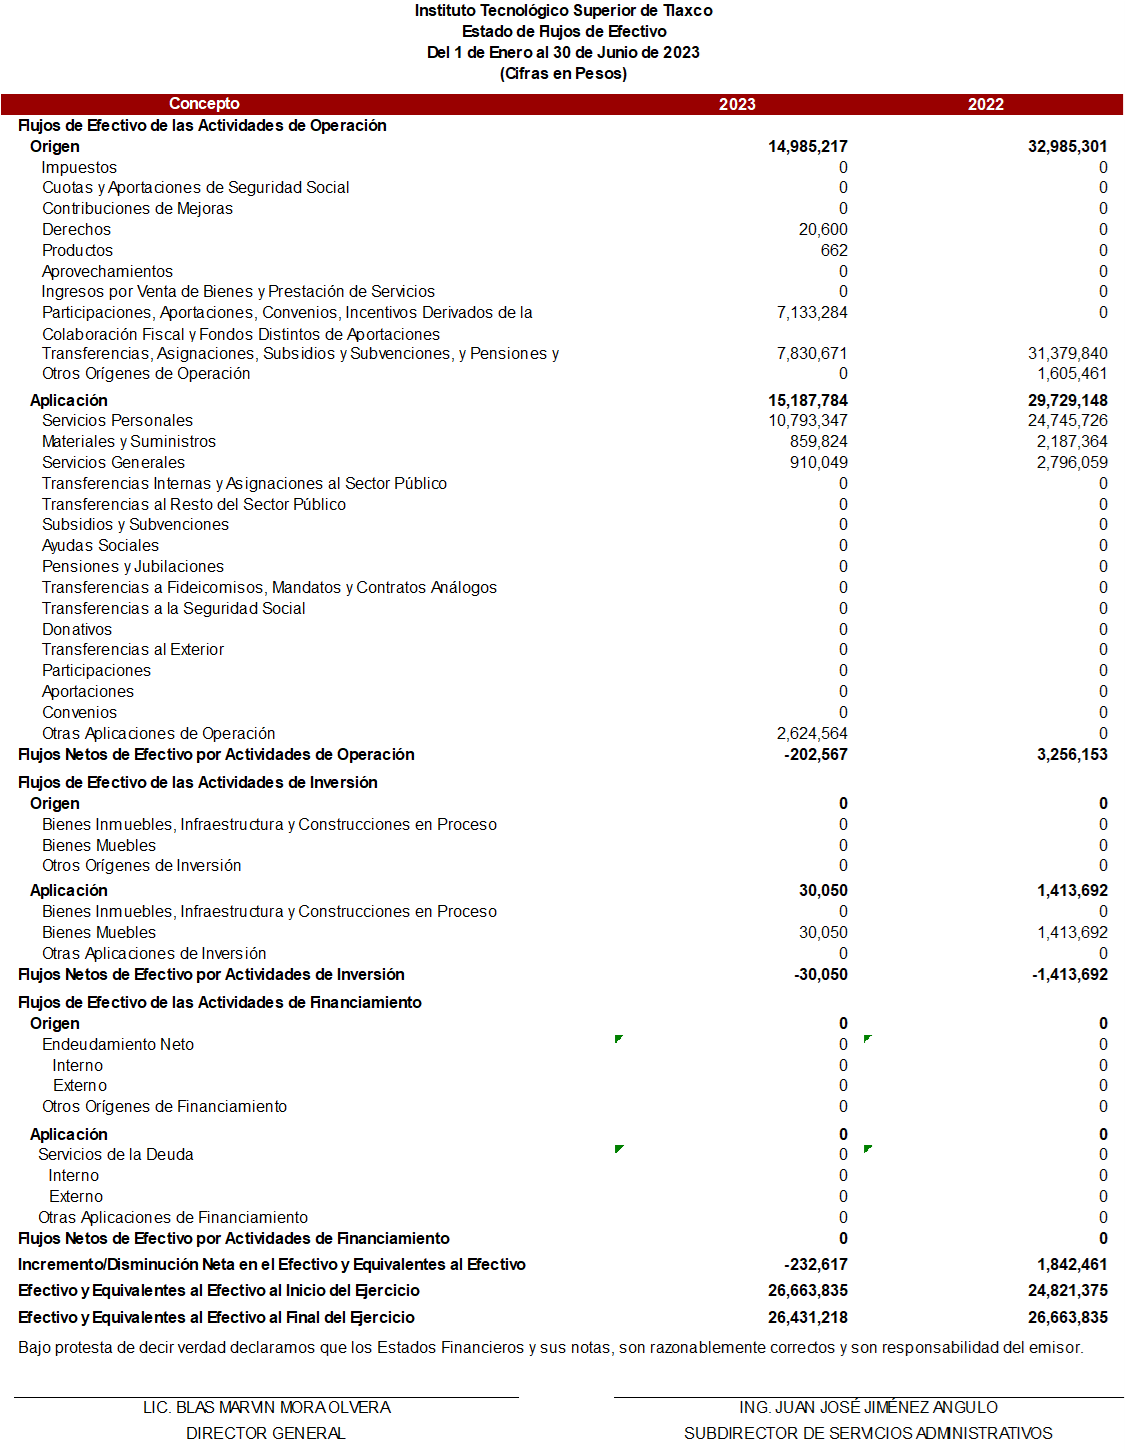 Instituto Tecnológico Superior de Tlaxco
Estado de Flujos de Efectivo
Del 1 de Enero al 30 de Junio de 2023
(Cifras en Pesos)
Concepto 2023 2022
Flujos de Efectivo de las Actividades de Operación
Origen 14,985,217 32,985,301
Impuestos 0 0
Cuotas y Aportaciones de Seguridad Social 0 0
Contribuciones de Mejoras 0 0
Derechos 20,600 0
Productos 662 0
Aprovechamientos 0 0
Ingresos por Venta de Bienes y Prestación de Servicios 0 0
Participaciones, Aportaciones, Convenios, Incentivos Derivados de la 7,133,284 0
Colaboración Fiscal y Fondos Distintos de Aportaciones
Transferencias, Asignaciones, Subsidios y Subvenciones, y Pensiones y 7,830,671 31,379,840
Otros Orígenes de Operación 0 1,605,461
Aplicación 15,187,784 29,729,148
Servicios Personales 10,793,347 24,745,726
Materiales y Suministros 859,824 2,187,364
Servicios Generales 910,049 2,796,059
Transferencias Internas y Asignaciones al Sector Público 0 0
Transferencias al Resto del Sector Público 0 0
Subsidios y Subvenciones 0 0
Ayudas Sociales 0 0
Pensiones y Jubilaciones 0 0
Transferencias a Fideicomisos, Mandatos y Contratos Análogos 0 0
Transferencias a la Seguridad Social 0 0
Donativos 0 0
Transferencias al Exterior 0 0
Participaciones 0 0
Aportaciones 0 0
Convenios 0 0
Otras Aplicaciones de Operación 2,624,564 0
Flujos Netos de Efectivo por Actividades de Operación -202,567 3,256,153
Flujos de Efectivo de las Actividades de Inversión
Origen 0 0
Bienes Inmuebles, Infraestructura y Construcciones en Proceso 0 0
Bienes Muebles 0 0
Otros Orígenes de Inversión 0 0
Aplicación 30,050 1,413,692
Bienes Inmuebles, Infraestructura y Construcciones en Proceso 0 0
Bienes Muebles 30,050 1,413,692
Otras Aplicaciones de Inversión 0 0
Flujos Netos de Efectivo por Actividades de Inversión -30,050 -1,413,692
Flujos de Efectivo de las Actividades de Financiamiento
Origen 0 0
Endeudamiento Neto 0 0
Interno 0 0
Externo 0 0
Otros Orígenes de Financiamiento 0 0
Aplicación 0 0
Servicios de la Deuda 0 0
Interno 0 0
Externo 0 0
Otras Aplicaciones de Financiamiento 0 0
Flujos Netos de Efectivo por Actividades de Financiamiento 0 0
Incremento/Disminución Neta en el Efectivo y Equivalentes al Efectivo -232,617 1,842,461
Efectivo y Equivalentes al Efectivo al Inicio del Ejercicio 26,663,835 24,821,375
Efectivo y Equivalentes al Efectivo al Final del Ejercicio 26,431,218 26,663,835
Bajo protesta de decir verdad declaramos que los Estados Financieros y sus notas, son razonablemente correctos y son responsabilidad del emisor.
LIC. BLAS MARVIN MORA OLVERA ING. JUAN JOSÉ JIMÉNEZ ANGULO
DIRECTOR GENERAL SUBDIRECTOR DE SERVICIOS ADMINISTRATIVOS